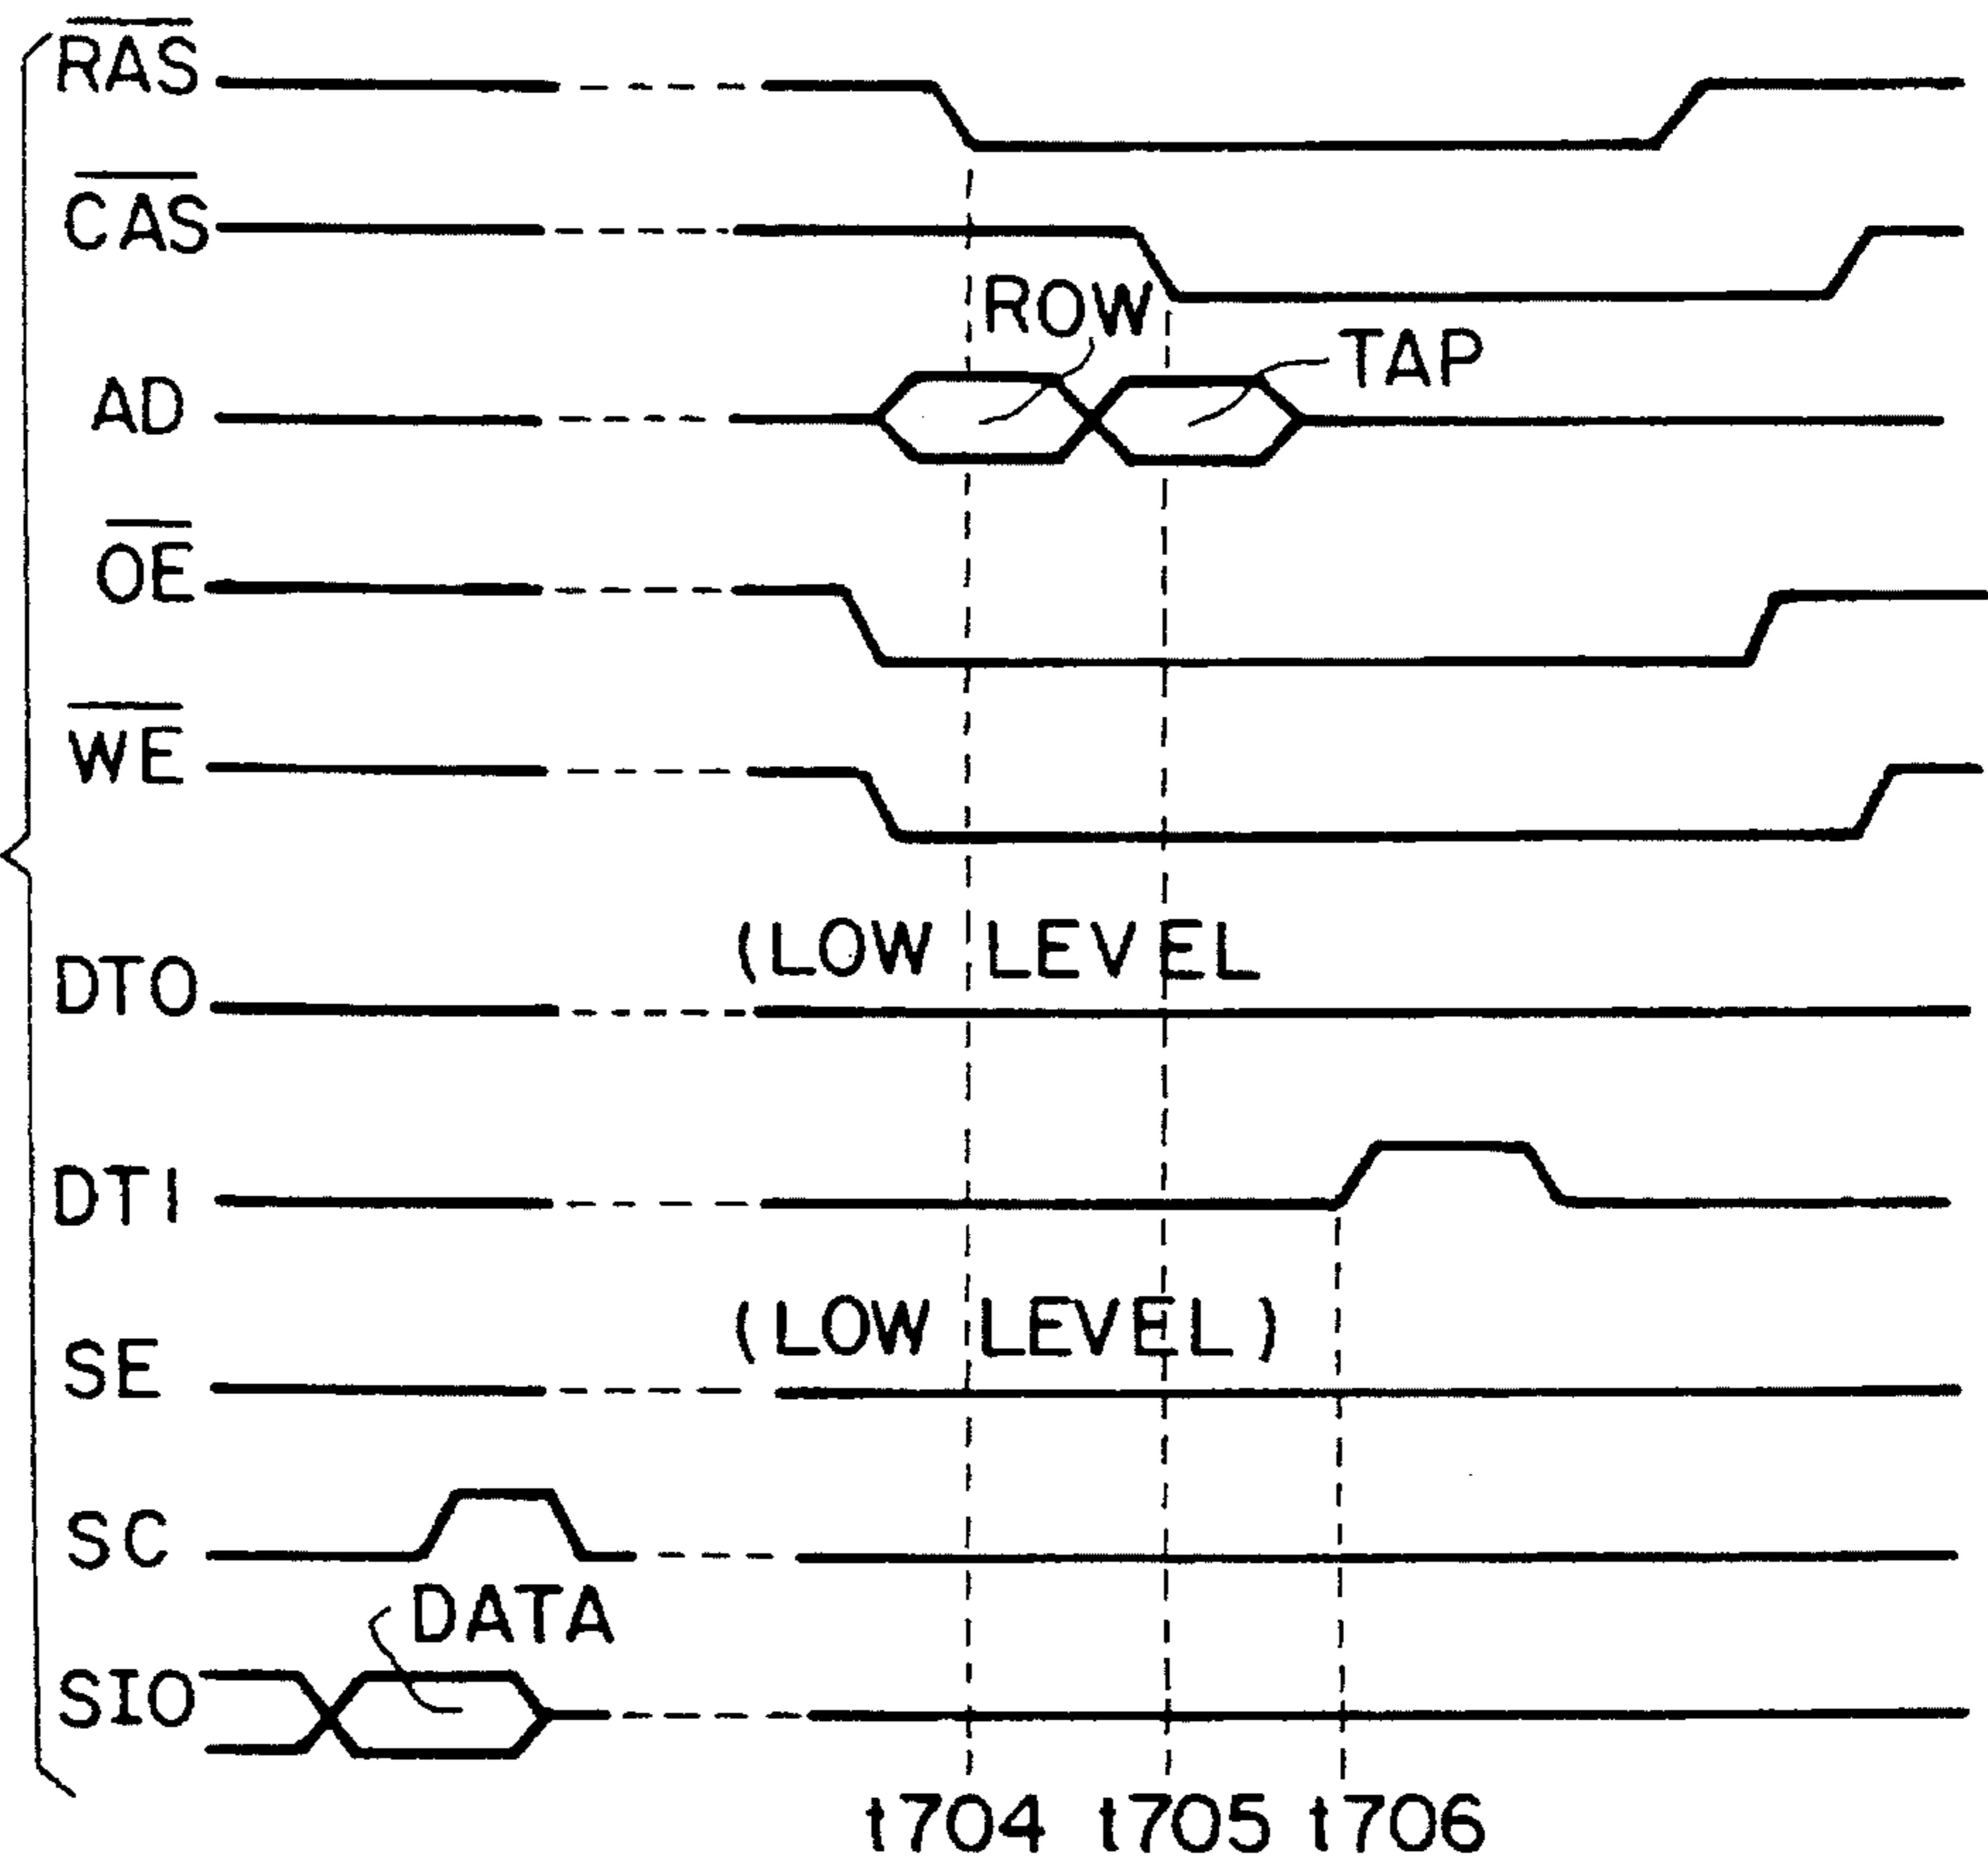 RAS
CAS
ROW
TAP
AD
OE
WE
(LOW LEVEL
DTO
DTI
(LOW LEVEL)
SE
SC
DATA
SIO
t704 t705 t706